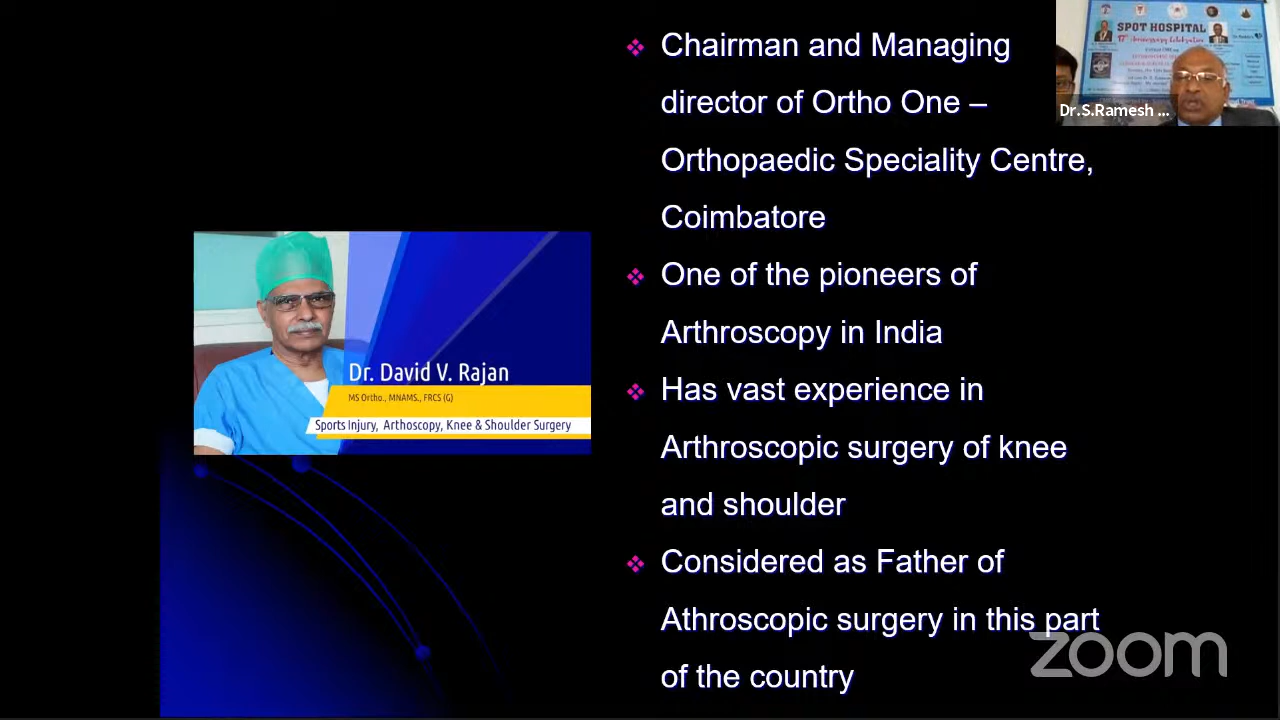 Chairman and Managing
director of Ortho One –
Orthopaedic Speciality Centre,
Coimbatore
One of the pioneers of
Arthroscopy in India
Has vast experience in
Arthroscopic surgery of knee
and shoulder
Considered as Father of
Athroscopic surgery in this part
of the country
Dr. David V. Rajan
MS Ortho., MNAMS., FRCS (G)
Sports Injury, Arthoscopy, Knee & Shoulder Surgery
SPOT HOSPITAL
Dr.S.Ramesh ...
zoom